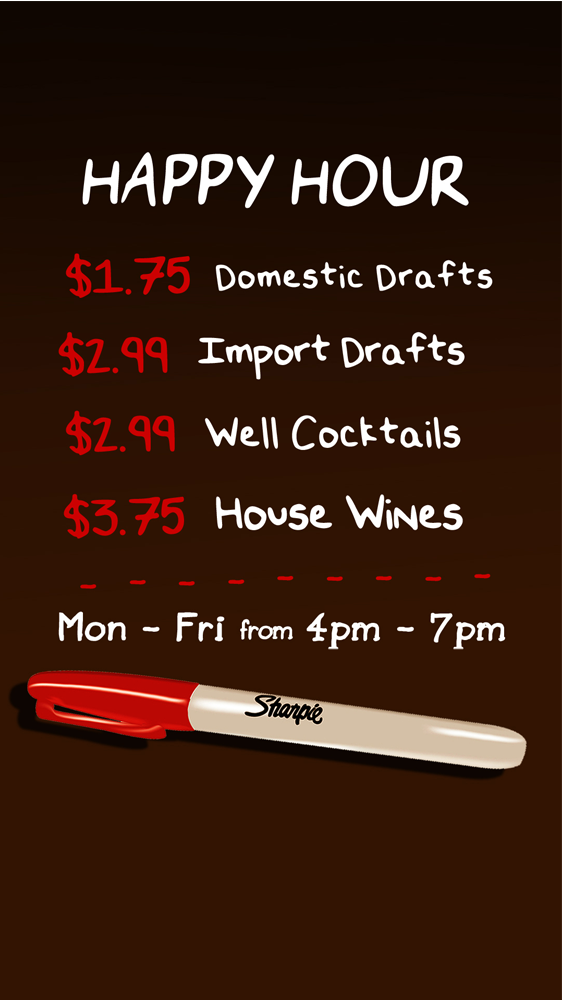 HAPPY HOUR
$1.75 Domestic Drafts
$2.99 Import Drafts
$2.99 Well Cocktails
$3.75 House Wines
Mon - Fri from 4pm - 7pm
Sharpie